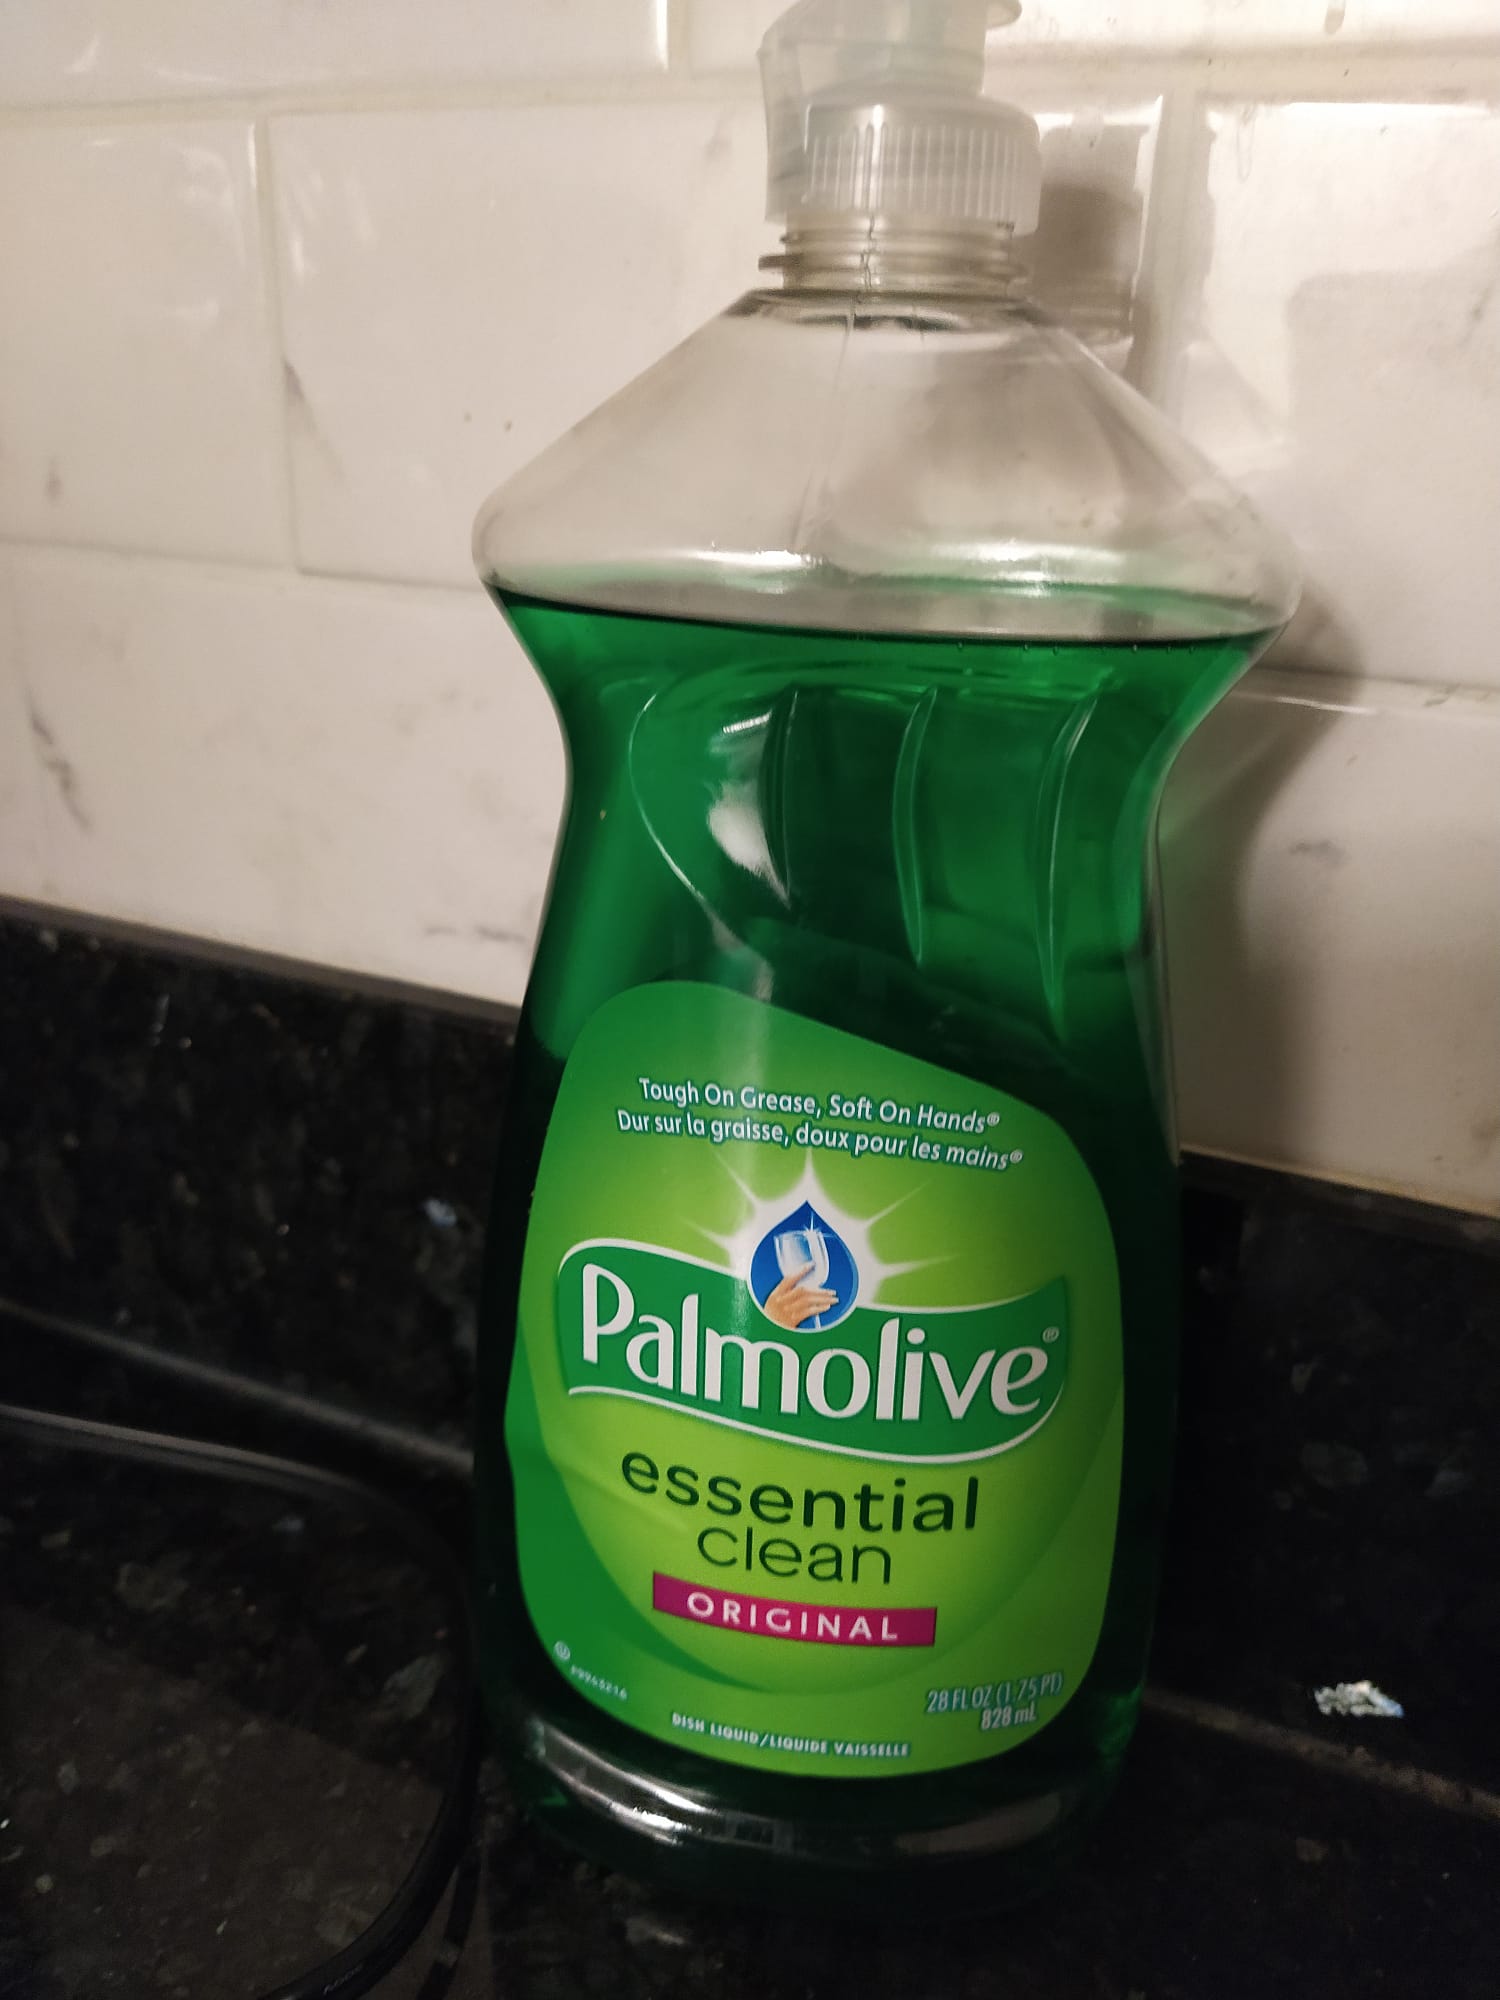 Tough On Grease, Soft On Hands®
Dur sur la graisse, doux pour les mains®
Palmolive®
essential
clean
ORIGINAL
28 FL OZ (1.75 PT)
828 mL
DISH LIQUID/LIQUIDE VAISSELLE